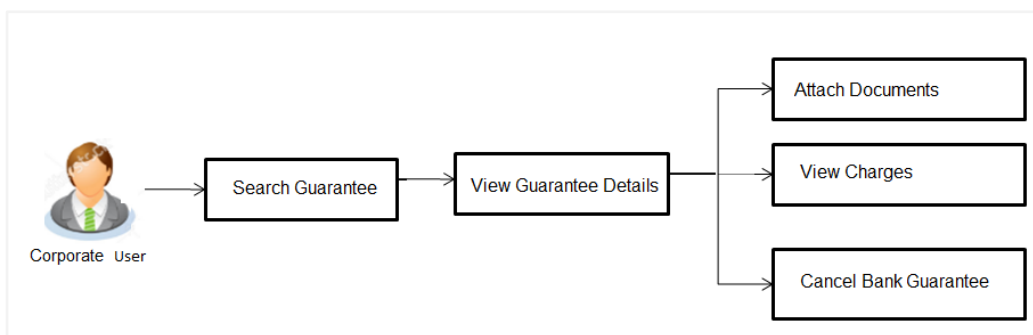 Attach Documents
Search Guarantee
View Guarantee Details
View Charges
Corporate User
Cancel Bank Guarantee